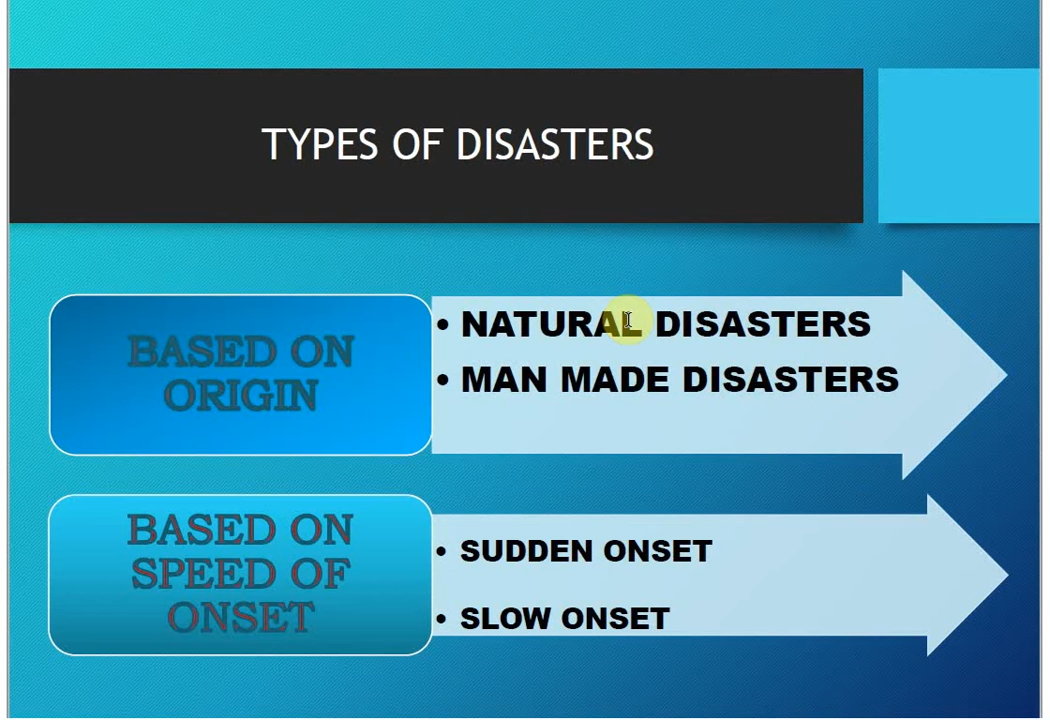 TYPES OF DISASTERS
BASED ON
ORIGIN
• NATURAL DISASTERS
• MAN MADE DISASTERS
BASED ON
SPEED OF
ONSET
• SUDDEN ONSET
• SLOW ONSET